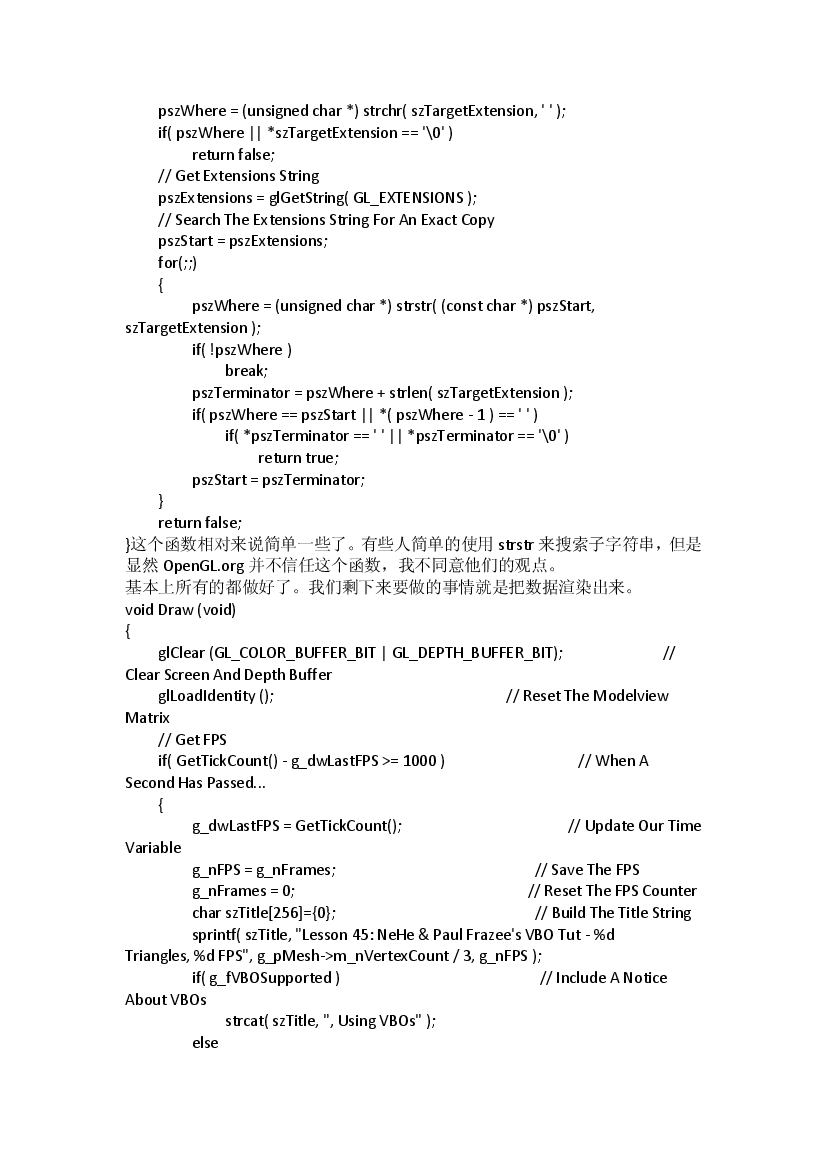 pszWhere = (unsigned char *) strchr( szTargetExtension, ' ' );
if( pszWhere || *szTargetExtension == '\0' )
return false;
// Get Extensions String
pszExtensions = glGetString( GL_EXTENSIONS );
// Search The Extensions String For An Exact Copy
pszStart = pszExtensions;
for(;;)
{
pszWhere = (unsigned char *) strstr( (const char *) pszStart,
szTargetExtension );
if( !pszWhere )
break;
pszTerminator = pszWhere + strlen( szTargetExtension );
if( pszWhere == pszStart || *( pszWhere - 1 ) == ' ' )
if( *pszTerminator == ' ' || *pszTerminator == '\0' )
return true;
pszStart = pszTerminator;
}
return false;
}这个函数相对来说简单一些了。有些人简单的使用 strstr 来搜索子字符串，但是
显然 OpenGL.org 并不信任这个函数，我不同意他们的观点。
基本上所有的都做好了。我们剩下来要做的事情就是把数据渲染出来。
void Draw (void)
{
glClear (GL_COLOR_BUFFER_BIT | GL_DEPTH_BUFFER_BIT); //
Clear Screen And Depth Buffer
glLoadIdentity (); // Reset The Modelview
Matrix
// Get FPS
if( GetTickCount() - g_dwLastFPS >= 1000 ) // When A
Second Has Passed...
{
g_dwLastFPS = GetTickCount(); // Update Our Time
Variable
g_nFPS = g_nFrames; // Save The FPS
g_nFrames = 0; // Reset The FPS Counter
char szTitle[256]={0}; // Build The Title String
sprintf( szTitle, "Lesson 45: NeHe & Paul Frazee's VBO Tut - %d
Triangles, %d FPS", g_pMesh->m_nVertexCount / 3, g_nFPS );
if( g_fVBOSupported ) // Include A Notice
About VBOs
strcat( szTitle, ", Using VBOs" );
else